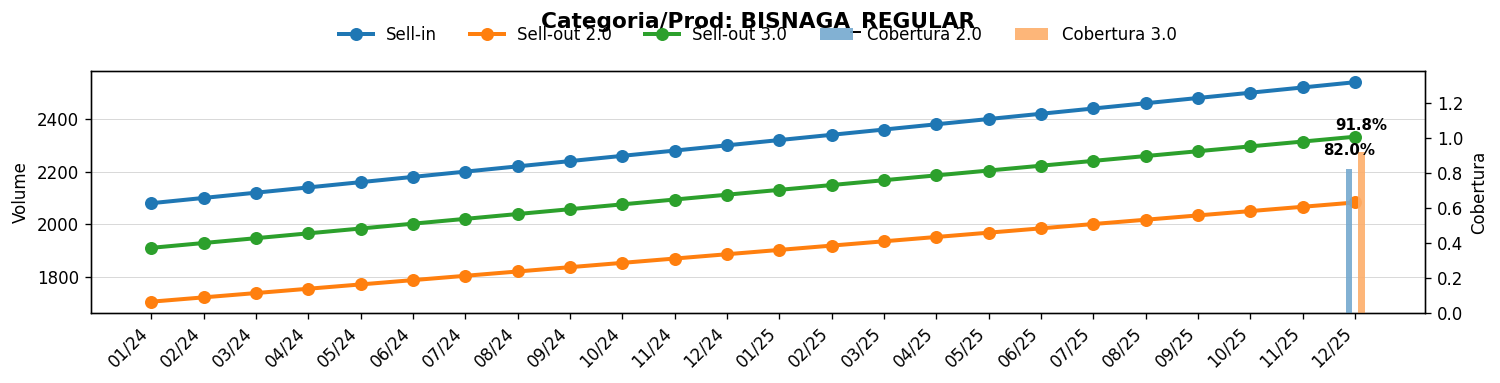 Categoria/Prod: BISNAGA_REGULAR
Sell-in Sell-out 2.0 Sell-out 3.0 Cobertura 2.0 Cobertura 3.0
Volume
2400
2200
2000
1800
91.8%
82.0%
1.2
1.0
0.8
0.6
0.4
0.2
0.0
Cobertura
01/24 02/24 03/24 04/24 05/24 06/24 07/24 08/24 09/24 10/24 11/24 12/24 01/25 02/25 03/25 04/25 05/25 06/25 07/25 08/25 09/25 10/25 11/25 12/25